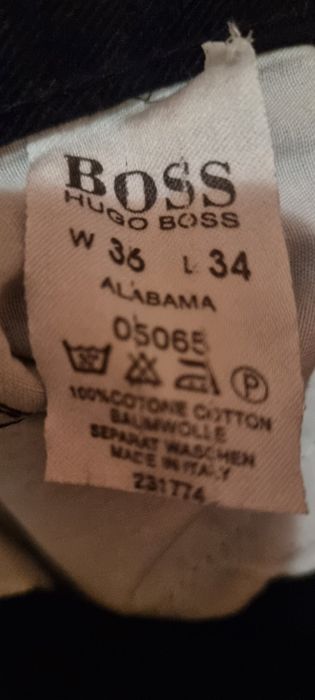 BOSS
HUGO BOSS
W 36 L 34
ALABAMA
05065
P
100%COTONE COTTON
BAUMWOLLE
SEPARAT WASCHEN
MADE IN ITALY
231774